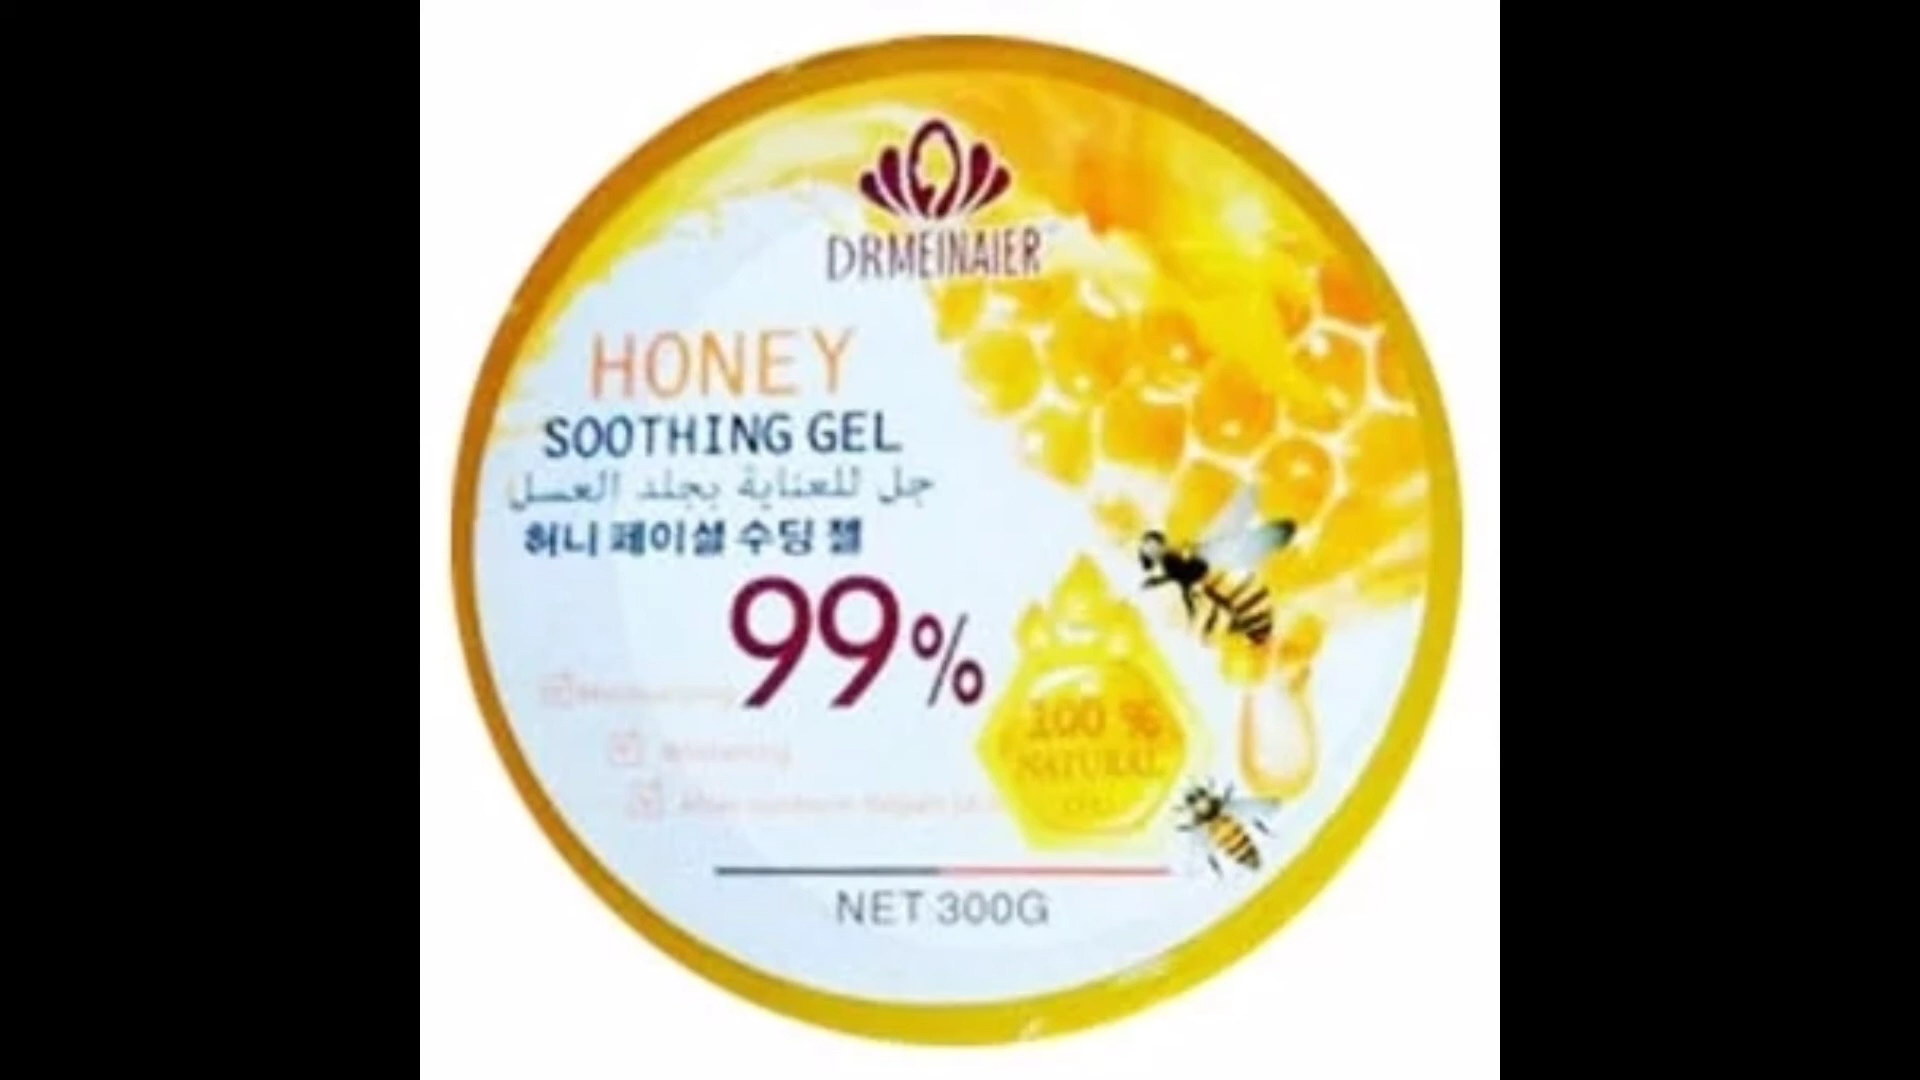 DRMEINAIER
HONEY
SOOTHING GEL
جل للعناية بجلد العسل
허니 페이셜 수딩 젤
99%
100 %
NATURAL
NET 300G